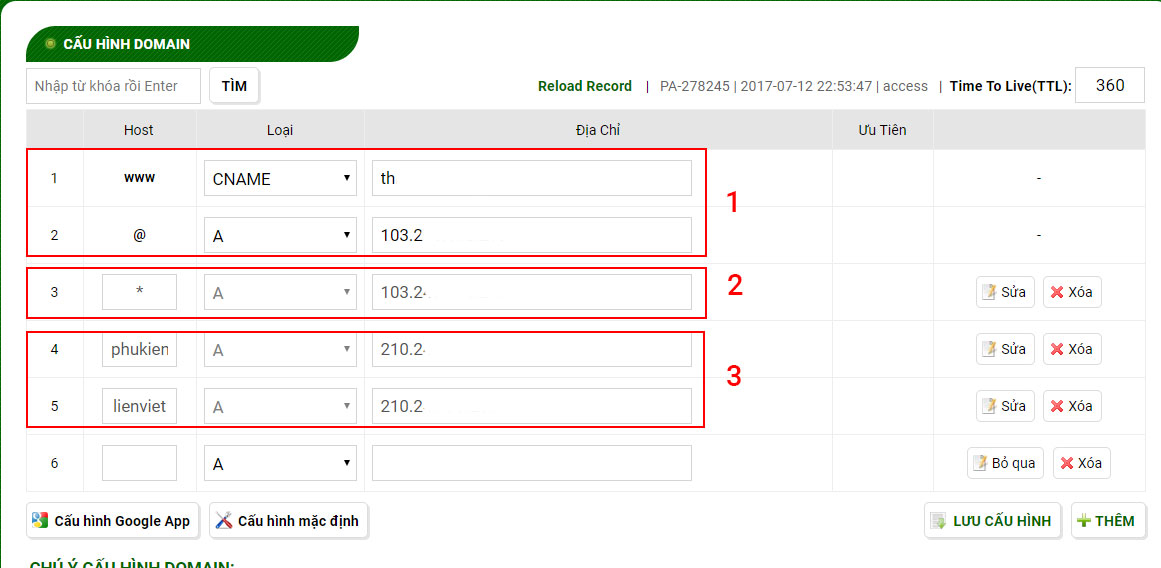 CẤU HÌNH DOMAIN
Nhập từ khóa rồi Enter TÌM Reload Record | PA-278245 | 2017-07-12 22:53:47 | access | Time To Live(TTL): 360
Host Loại Địa Chỉ Ưu Tiên
1 www CNAME th -
1
2 @ A 103.2 -
3 * A 103.2 Sửa Xóa
2
4 phukien A 210.2 Sửa Xóa
3
5 lienviet A 210.2 Sửa Xóa
6 A Bỏ qua Xóa
Cấu hình Google App Cấu hình mặc định LƯU CẤU HÌNH THÊM
CHÚ Ý CẤU HÌNH DOMAIN: